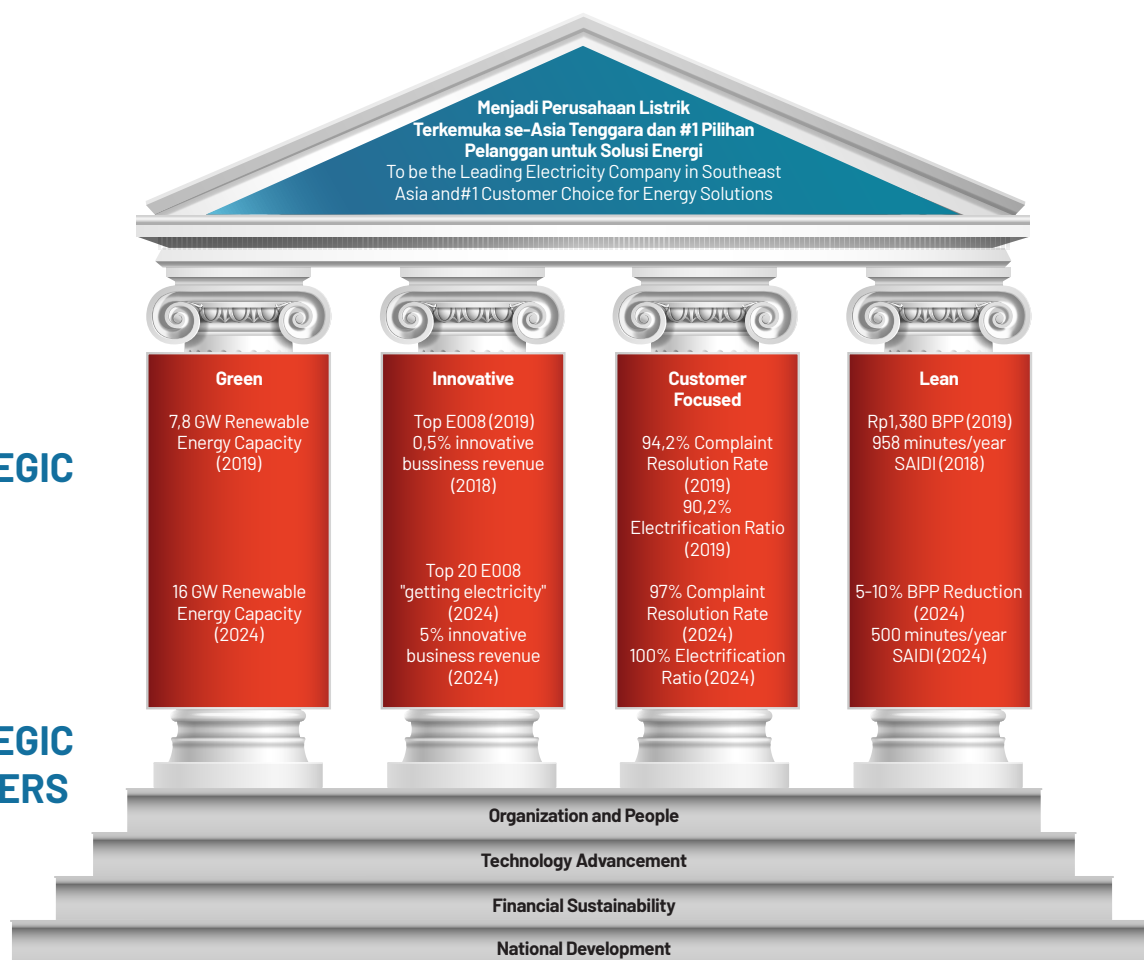 Menjadi Perusahaan Listrik
Terkemuka se-Asia Tenggara dan #1 Pilihan
Pelanggan untuk Solusi Energi
To be the Leading Electricity Company in Southeast
Asia and#1 Customer Choice for Energy Solutions
EGIC
Green
7,8 GW Renewable
Energy Capacity
(2019)
16 GW Renewable
Energy Capacity
(2024)
Innovative
Top E008 (2019)
0,5% innovative
bussiness revenue
(2018)
Top 20 E008
"getting electricity"
(2024)
5% innovative
business revenue
(2024)
Customer
Focused
94,2% Complaint
Resolution Rate
(2019)
90,2%
Electrification Ratio
(2019)
97% Complaint
Resolution Rate
(2024)
100% Electrification
Ratio (2024)
Lean
Rp1,380 BPP (2019)
958 minutes/year
SAIDI (2018)
5-10% BPP Reduction
(2024)
500 minutes/year
SAIDI (2024)
EGIC
ERS
Organization and People
Technology Advancement
Financial Sustainability
National Development